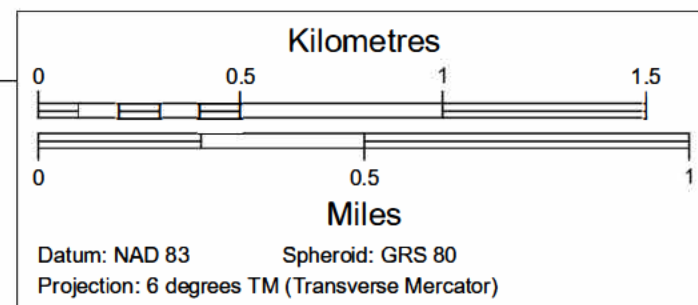 Kilometres
0 0.5 1 1.5
0 0.5 1
Miles
Datum: NAD 83 Spheroid: GRS 80
Projection: 6 degrees TM (Transverse Mercator)